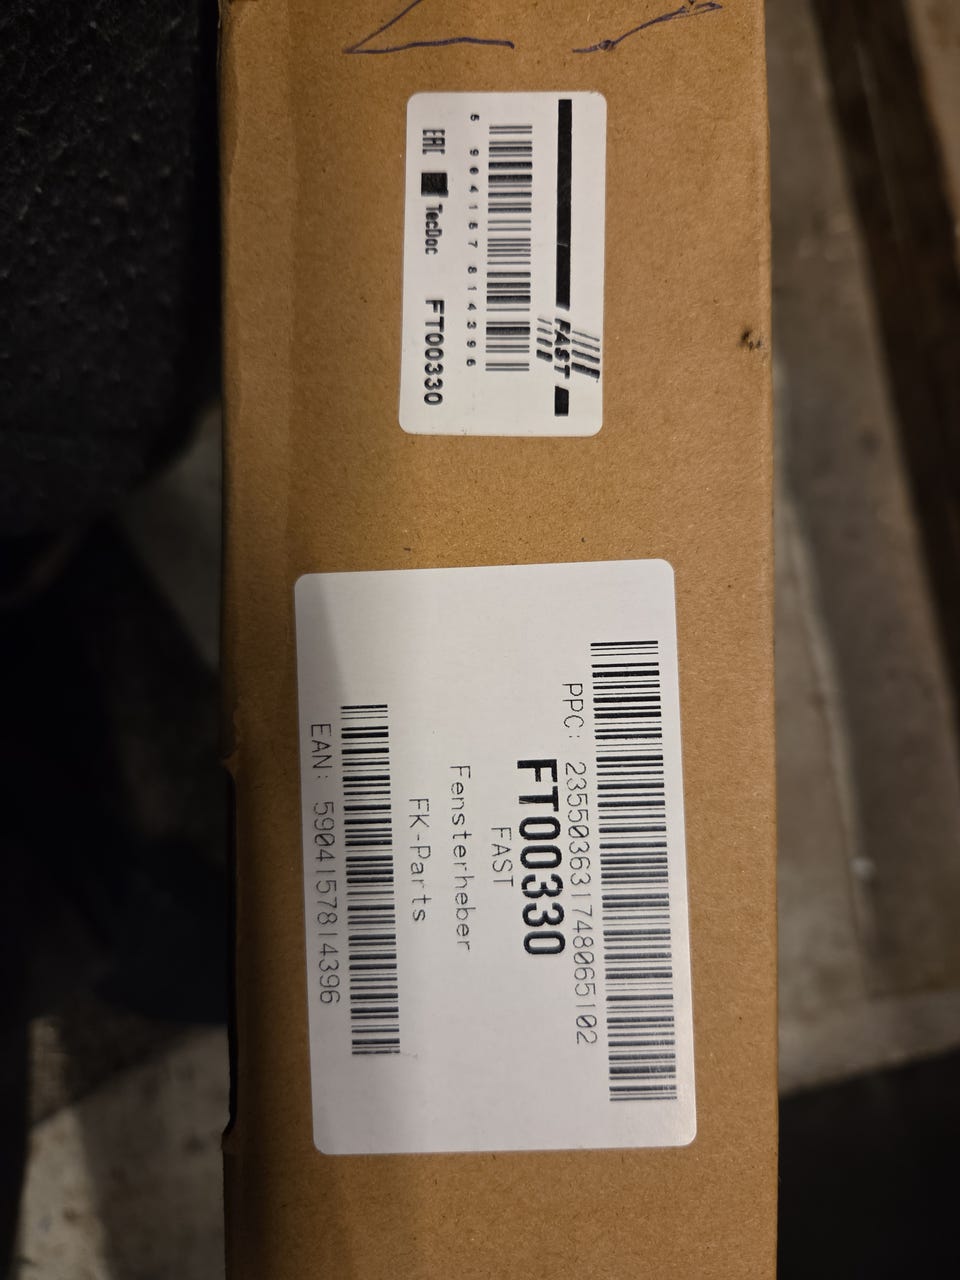 FAST
5 904157 814396
EAC TecDoc FT00330
PPC: 235503631748065102
FT00330
FAST
Fensterheber
FK-Parts
EAN: 5904157814396